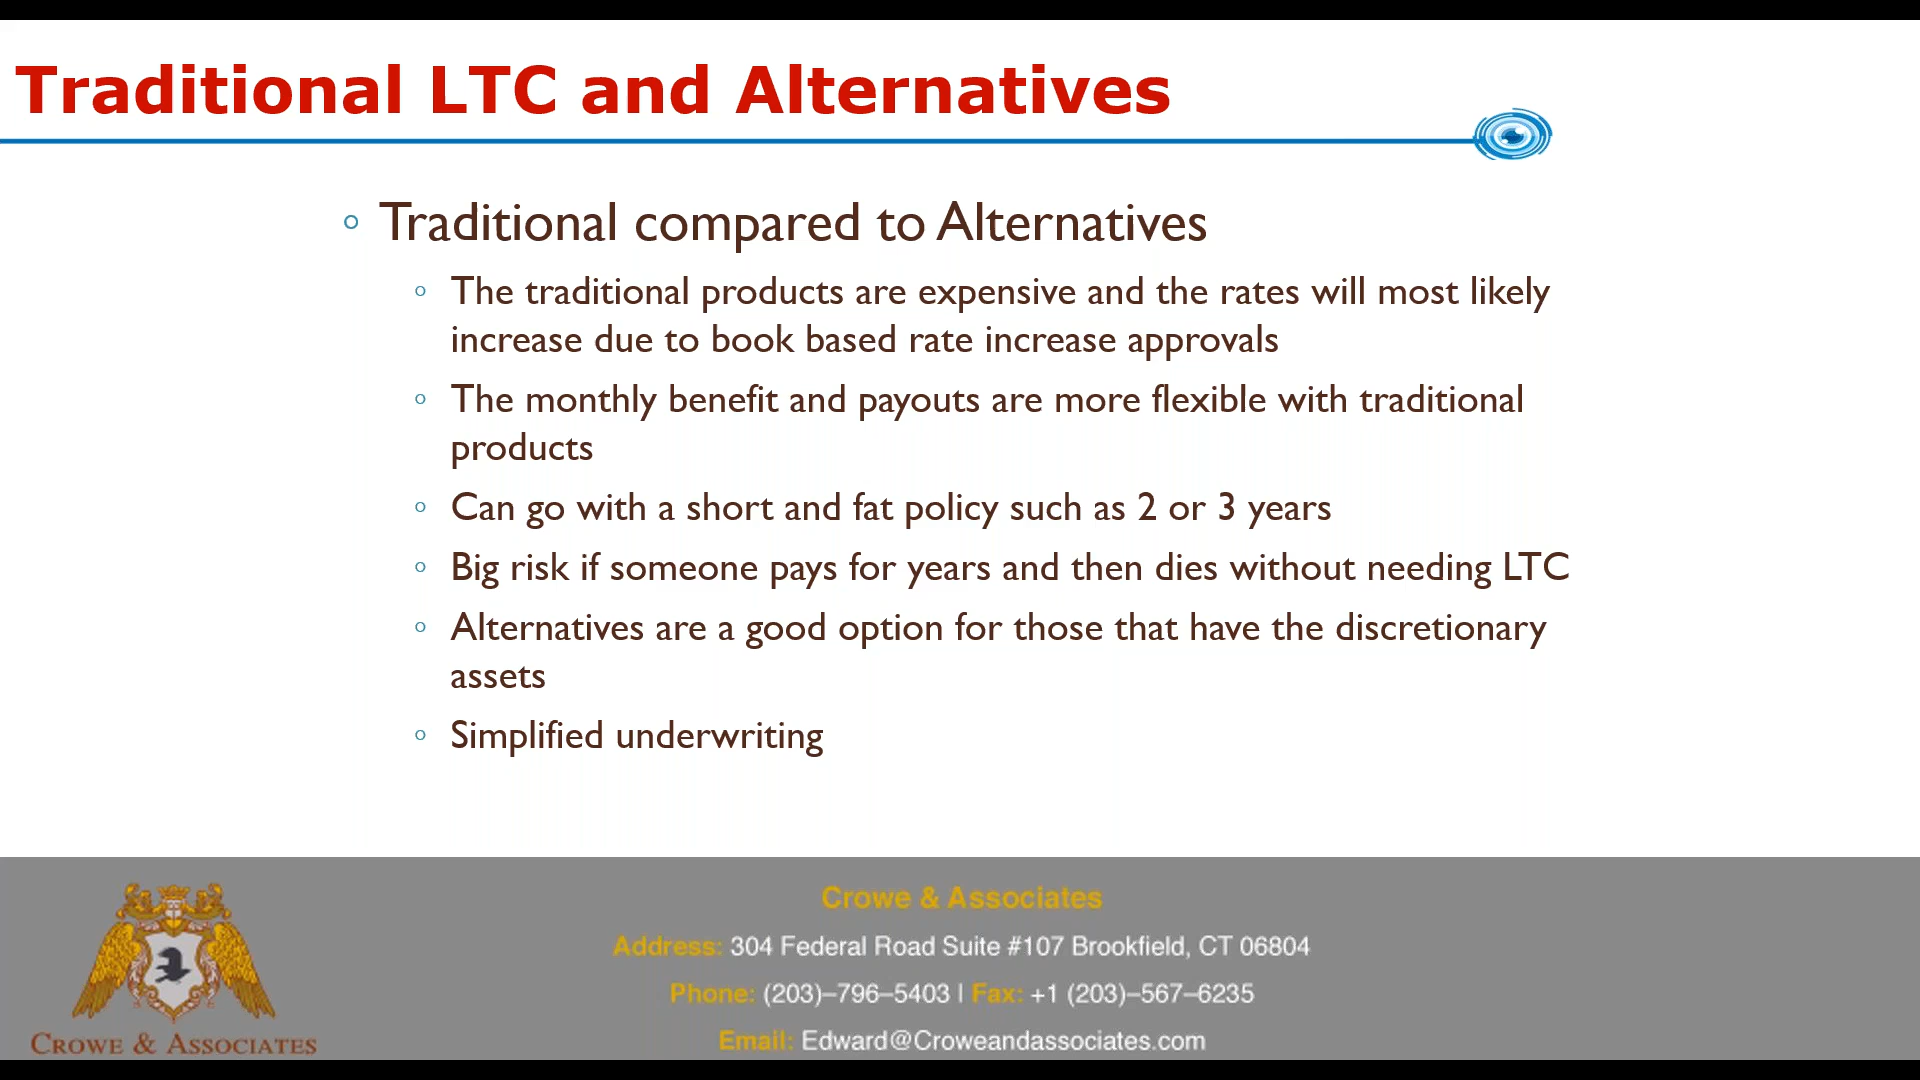 Traditional LTC and Alternatives
Traditional compared to Alternatives
The traditional products are expensive and the rates will most likely
increase due to book based rate increase approvals
The monthly benefit and payouts are more flexible with traditional
products
Can go with a short and fat policy such as 2 or 3 years
Big risk if someone pays for years and then dies without needing LTC
Alternatives are a good option for those that have the discretionary
assets
Simplified underwriting
Crowe & Associates
Address: 304 Federal Road Suite #107 Brookfield, CT 06804
Phone: (203)–796–5403 | Fax: +1 (203)–567–6235
Email: Edward@Croweandassociates.com
CROWE & ASSOCIATES